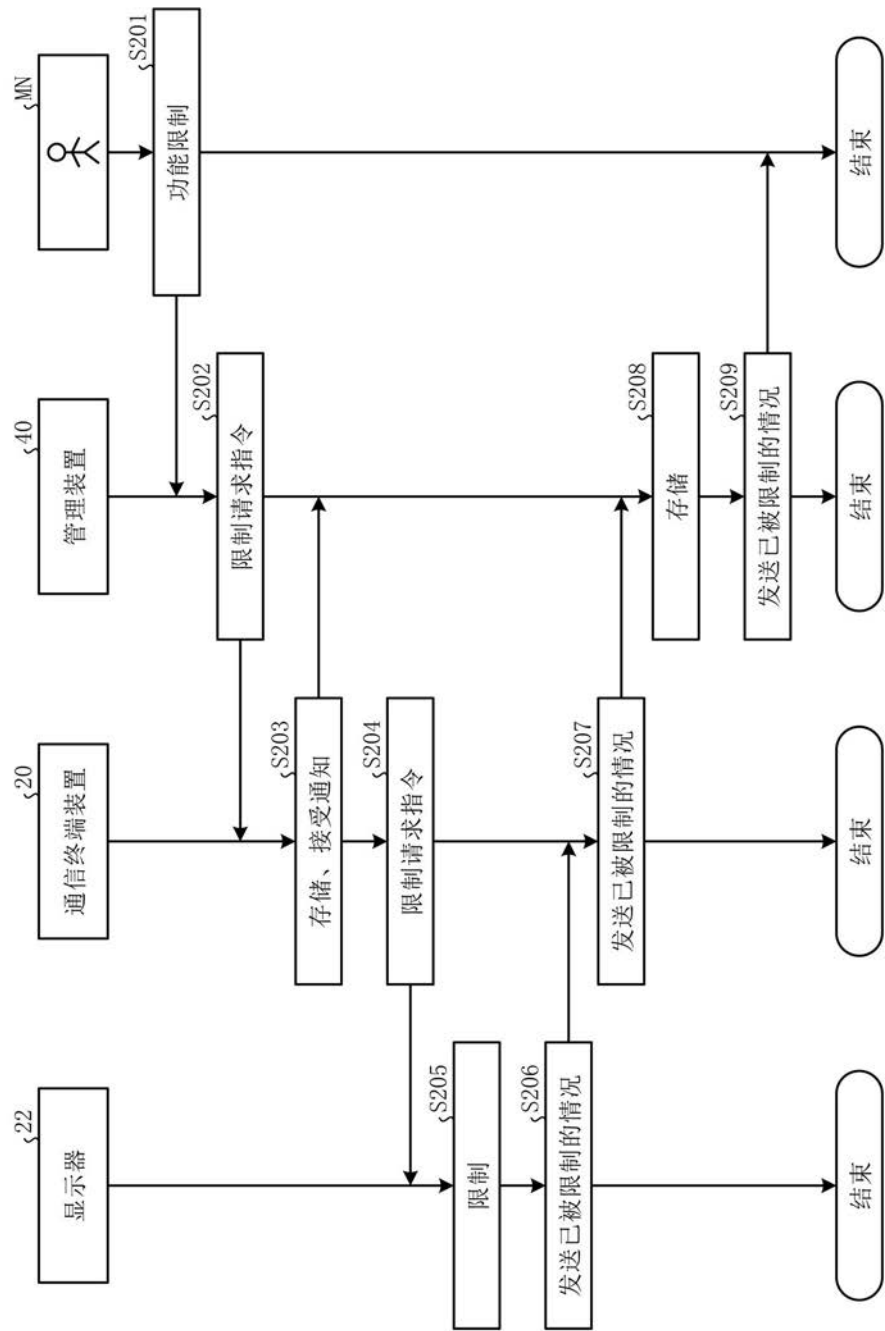 22
显示器
20
通信终端装置
40
管理装置
MN
S201
功能限制
S202
限制请求指令
S203
存储、接受通知
S204
限制请求指令
S205
限制
S206
发送已被限制的情况
S207
发送已被限制的情况
S208
存储
S209
发送已被限制的情况
结束
结束
结束
结束